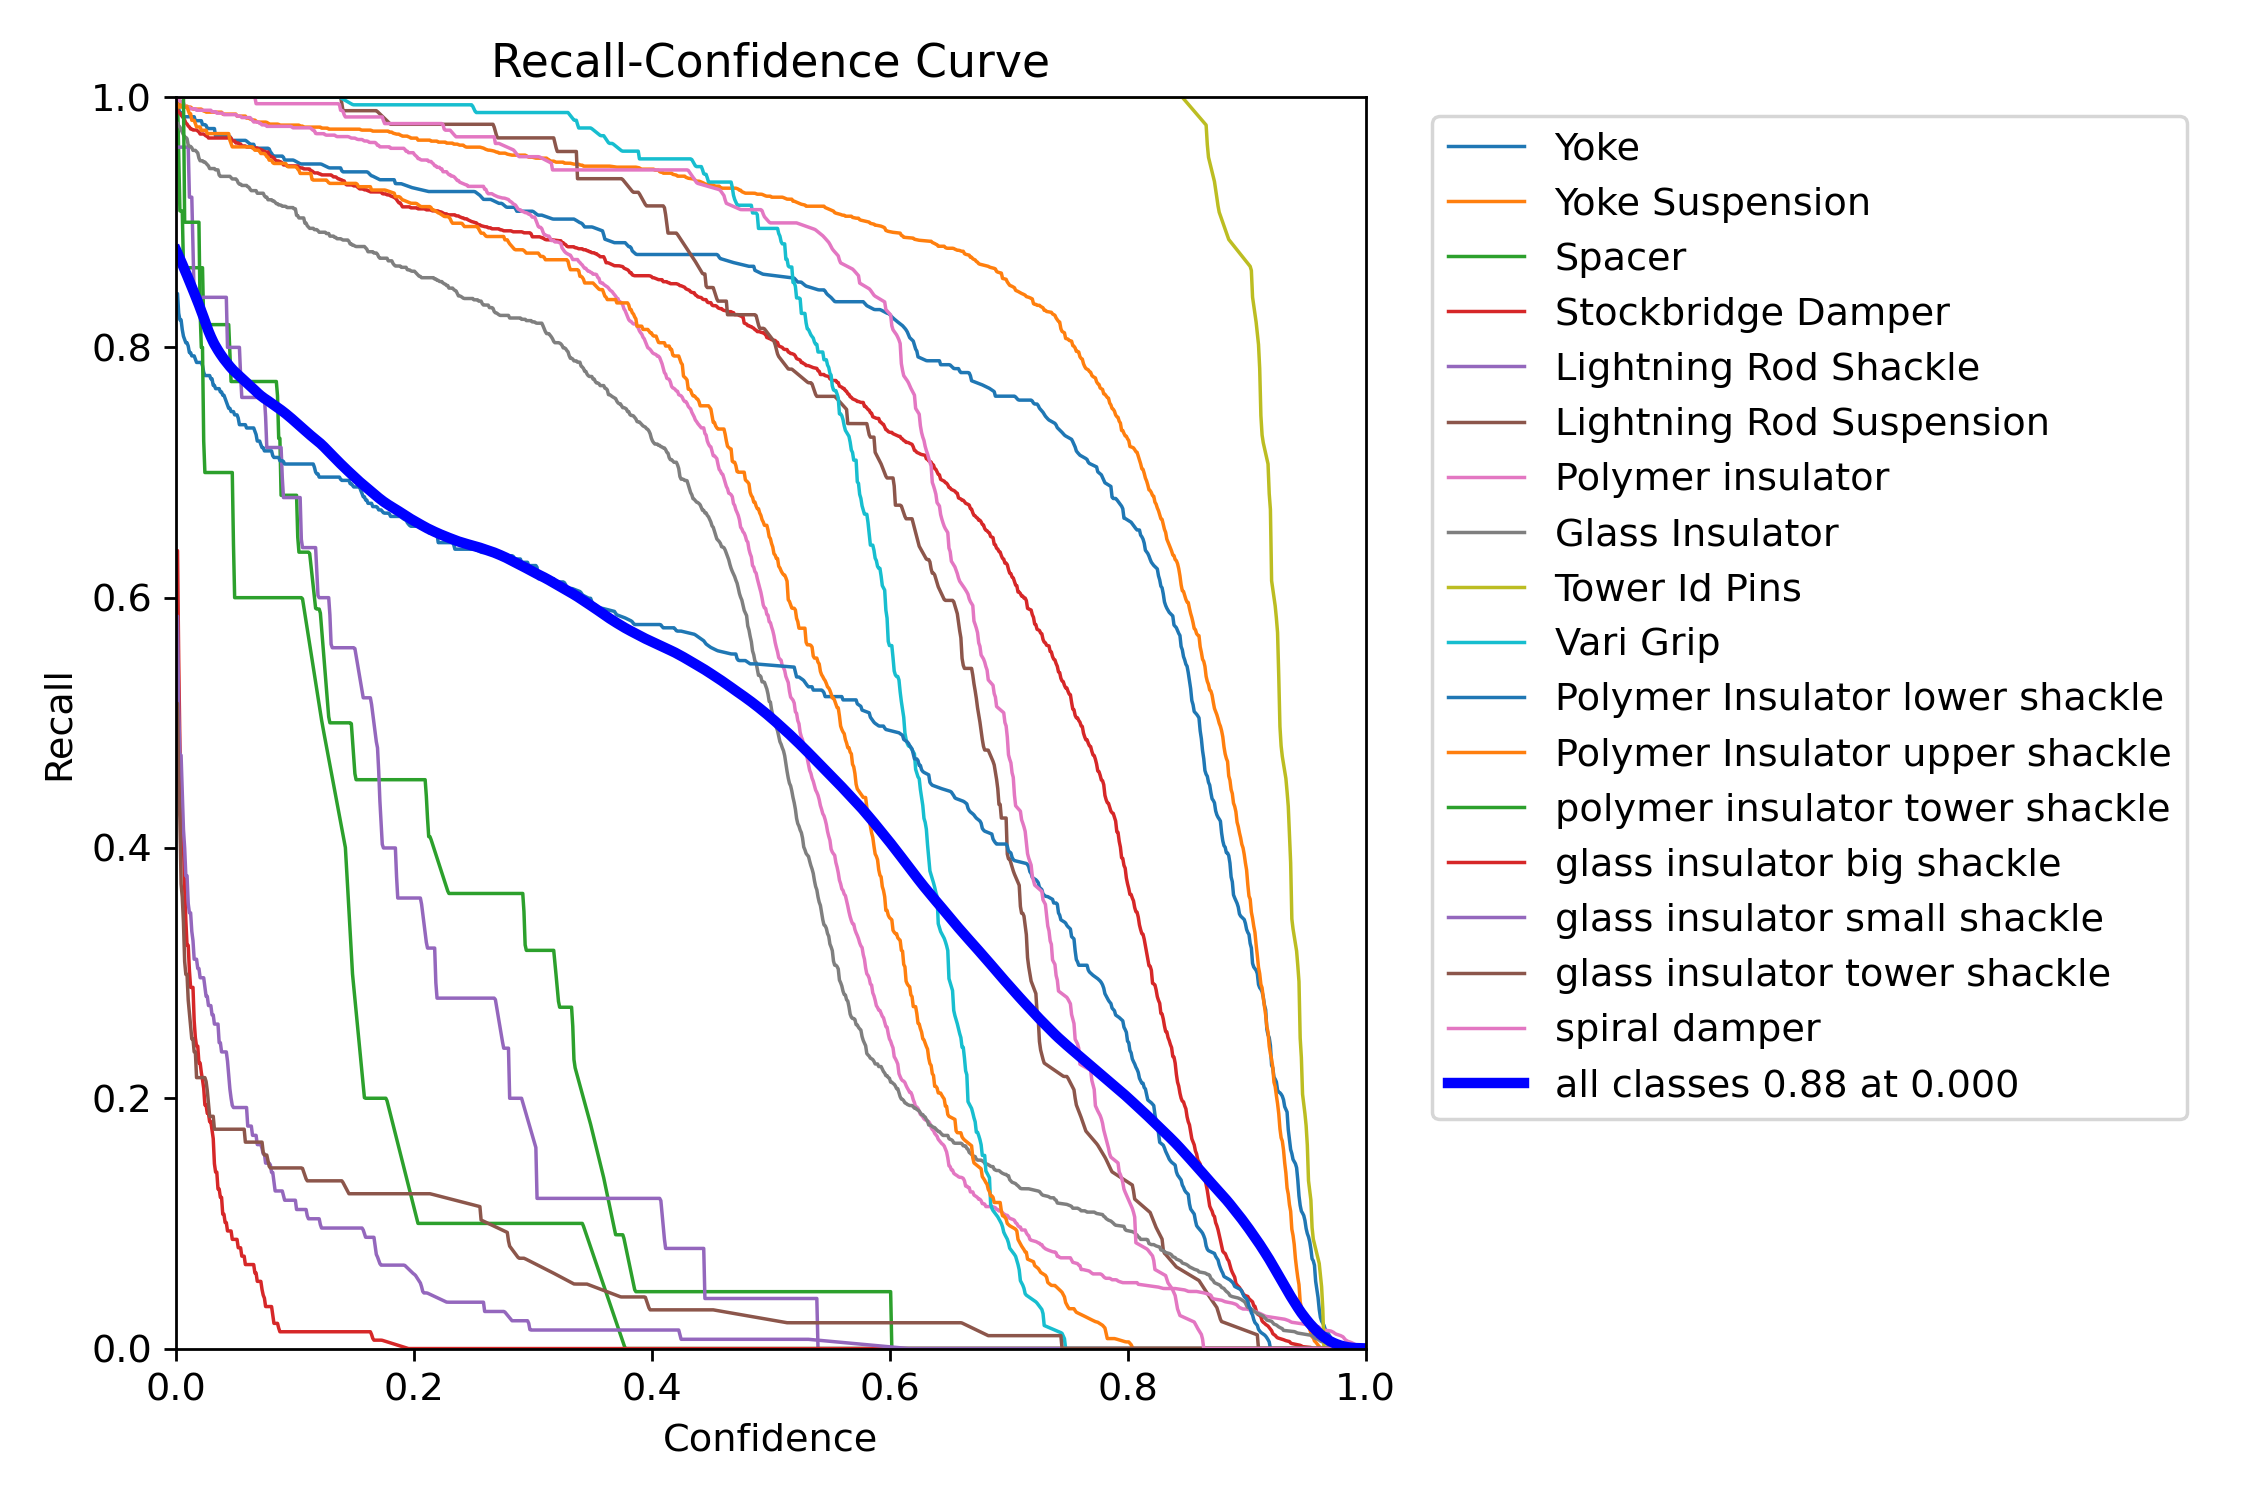 Recall-Confidence Curve
1.0
0.8
0.6
0.4
0.2
0.0
Recall
0.0 0.2 0.4 0.6 0.8 1.0
Confidence
Yoke
Yoke Suspension
Spacer
Stockbridge Damper
Lightning Rod Shackle
Lightning Rod Suspension
Polymer insulator
Glass Insulator
Tower Id Pins
Vari Grip
Polymer Insulator lower shackle
Polymer Insulator upper shackle
polymer insulator tower shackle
glass insulator big shackle
glass insulator small shackle
glass insulator tower shackle
spiral damper
all classes 0.88 at 0.000